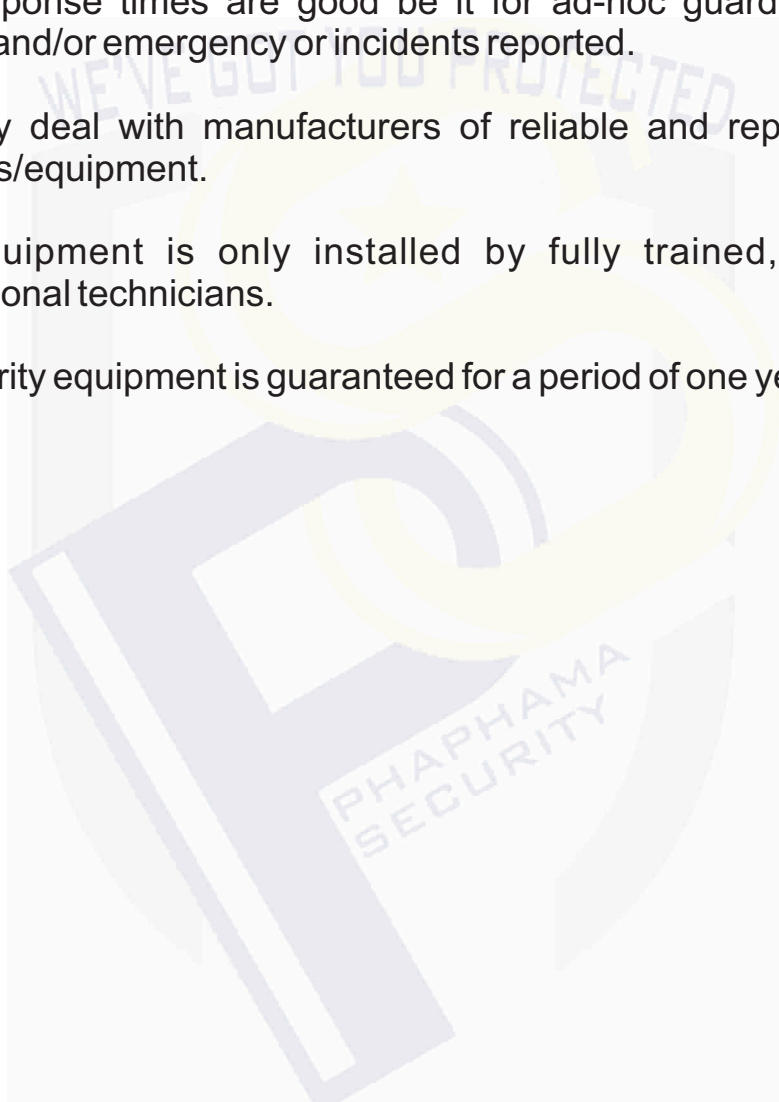 ponse times are good be it for ad-hoc guard
and/or emergency or incidents reported.
WE'VE GOT YOU PROTECTED
y deal with manufacturers of reliable and rep
s/equipment.
uipment is only installed by fully trained,
onal technicians.
rity equipment is guaranteed for a period of one ye
PHAPHAMA
SECURITY